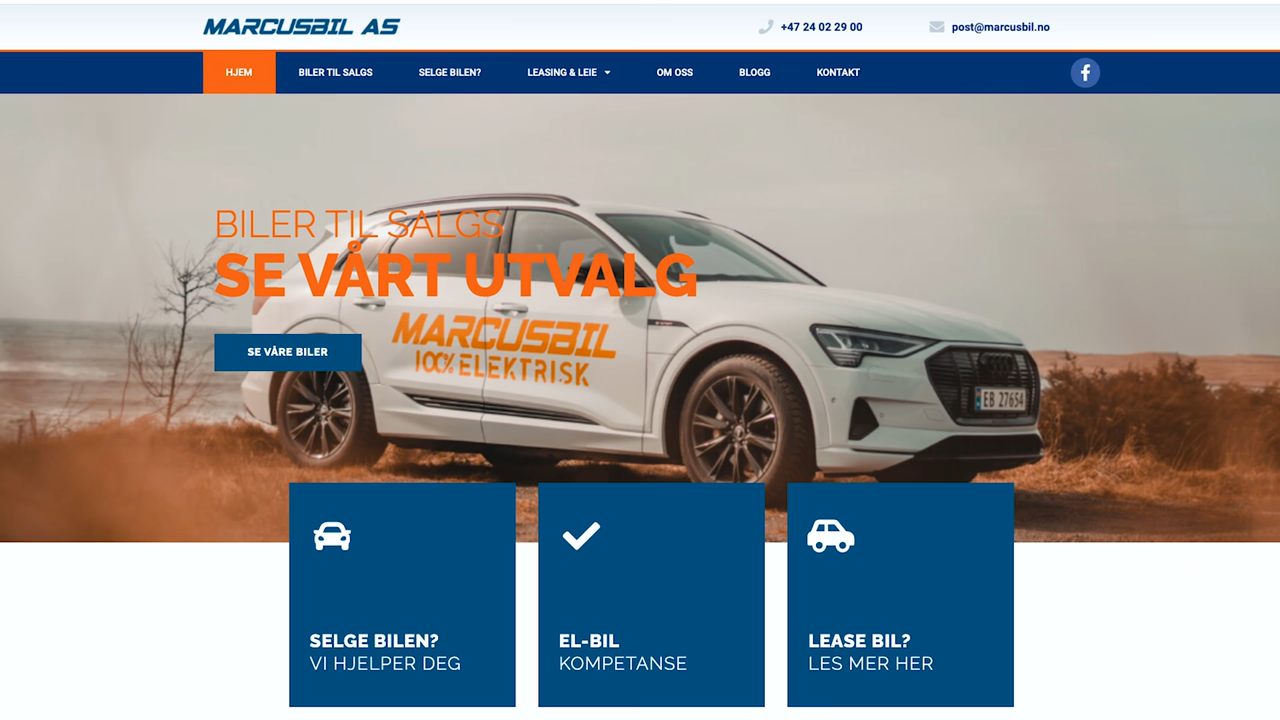 MARCUSBIL AS
+47 24 02 29 00
post@marcusbil.no
HJEM
BILER TIL SALGS
SELGE BILEN?
LEASING & LEIE
OM OSS
BLOGG
KONTAKT
BILER TIL SALGS
SE VÅRT UTVALG
SE VÅRE BILER
MARCUSBIL
100% ELEKTRISK
EB 27654
SELGE BILEN?
VI HJELPER DEG
EL-BIL
KOMPETANSE
LEASE BIL?
LES MER HER